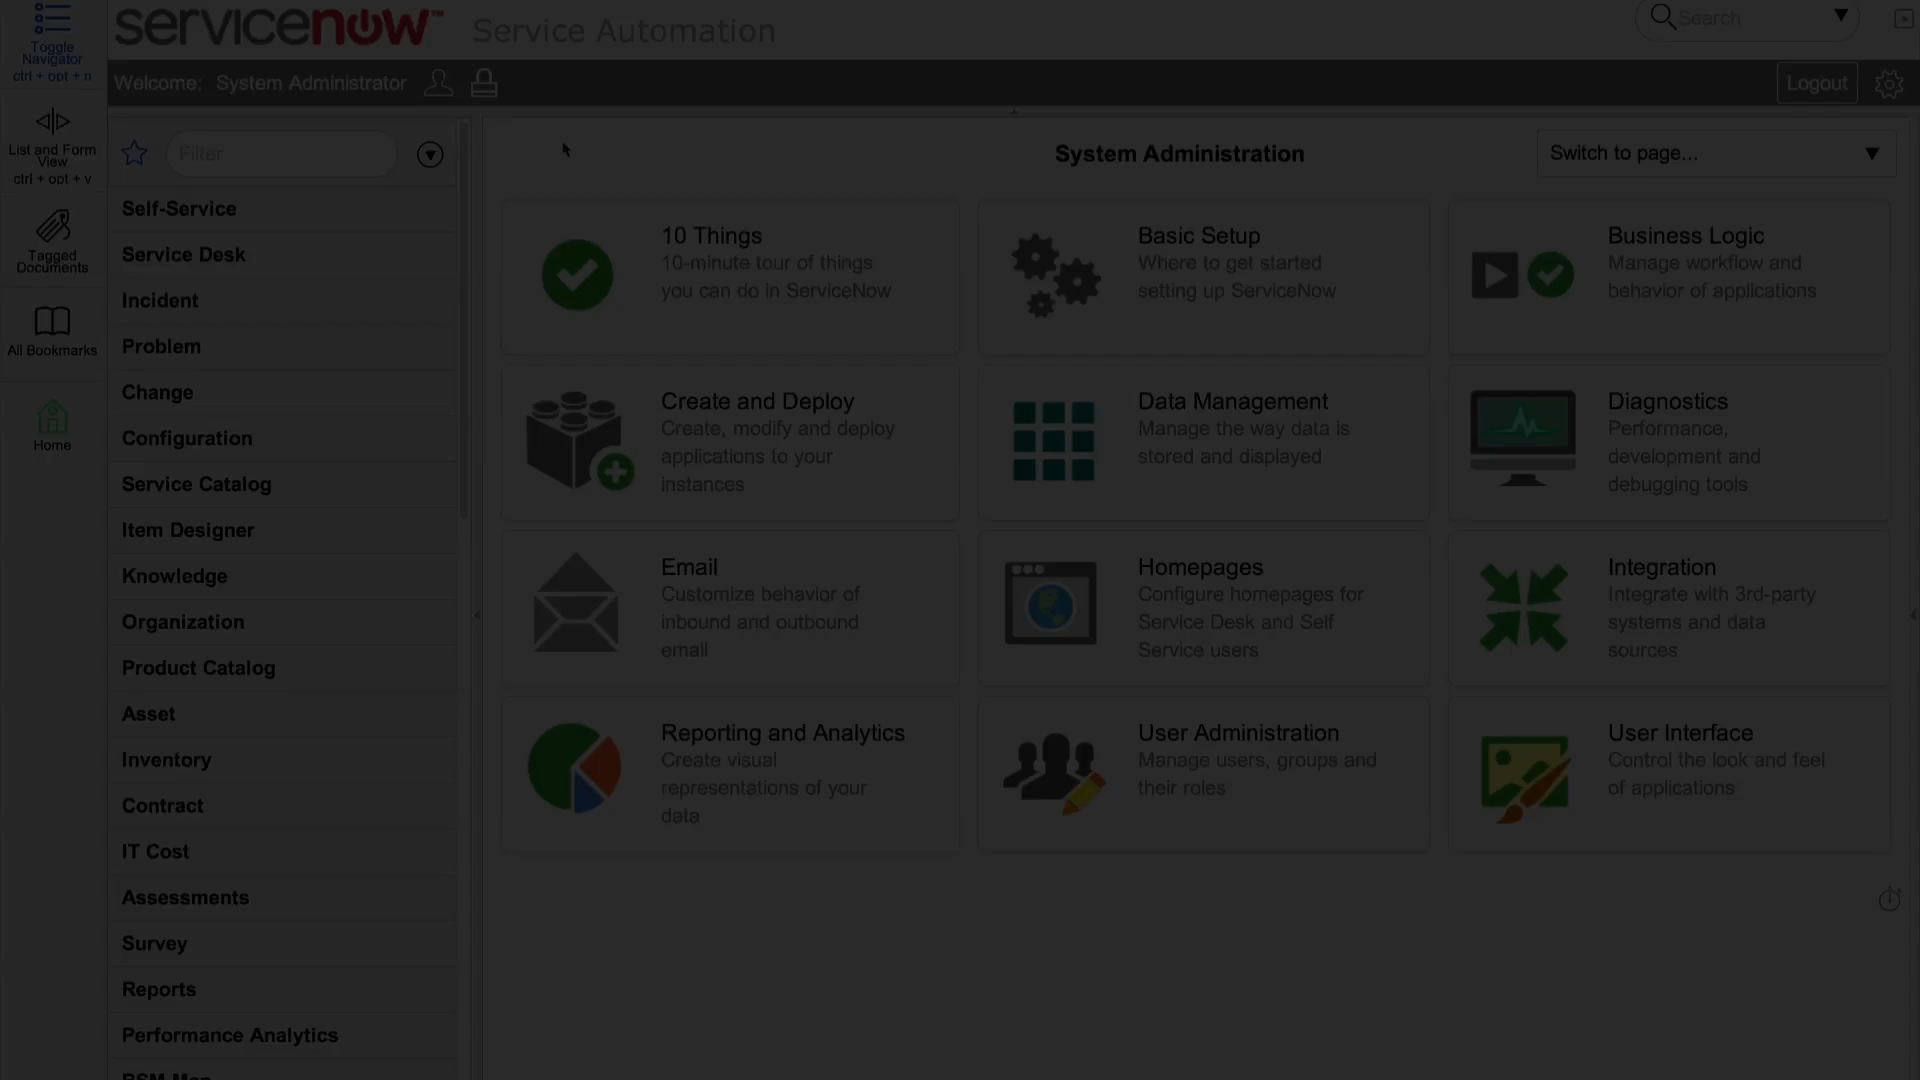 servicenow™ Service Automation
Search
Toggle
Navigator
ctrl + opt + n
Welcome: System Administrator
Logout
List and Form
View
ctrl + opt + v
Tagged
Documents
All Bookmarks
Home
Filter
Self-Service
Service Desk
Incident
Problem
Change
Configuration
Service Catalog
Item Designer
Knowledge
Organization
Product Catalog
Asset
Inventory
Contract
IT Cost
Assessments
Survey
Reports
Performance Analytics
BSM Map
System Administration
Switch to page...
10 Things
10-minute tour of things
you can do in ServiceNow
Basic Setup
Where to get started
setting up ServiceNow
Business Logic
Manage workflow and
behavior of applications
Create and Deploy
Create, modify and deploy
applications to your
instances
Data Management
Manage the way data is
stored and displayed
Diagnostics
Performance,
development and
debugging tools
Email
Customize behavior of
inbound and outbound
email
Homepages
Configure homepages for
Service Desk and Self
Service users
Integration
Integrate with 3rd-party
systems and data
sources
Reporting and Analytics
Create visual
representations of your
data
User Administration
Manage users, groups and
their roles
User Interface
Control the look and feel
of applications